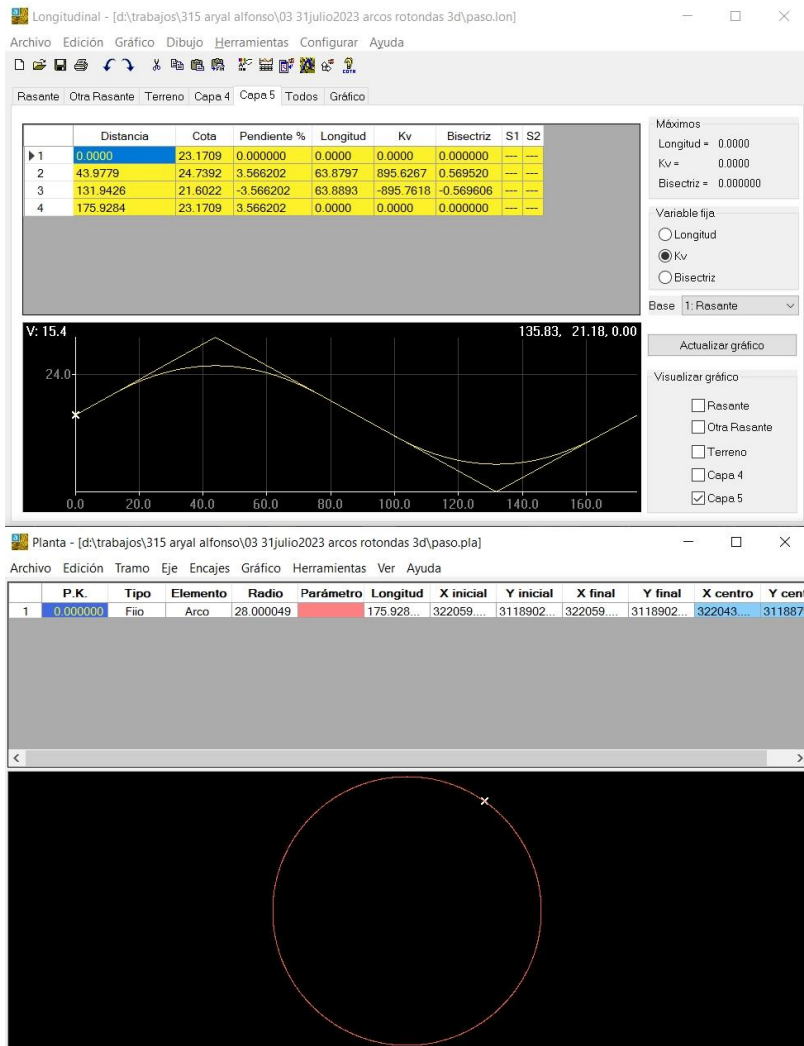 Longitudinal - [d:\trabajos\315 aryal alfonso\03 31julio2023 arcos rotondas 3d\paso.lon]
Archivo Edición Gráfico Dibujo Herramientas Configurar Ayuda
Rasante Otra Rasante Terreno Capa 4 Capa 5 Todos Gráfico
Distancia Cota Pendiente % Longitud Kv Bisectriz S1 S2
1 0.0000 23.1709 0.000000 0.0000 0.0000 0.000000 --- ---
2 43.9779 24.7392 3.566202 63.8797 895.6267 0.569520 --- ---
3 131.9426 21.6022 -3.566202 63.8893 -895.7618 -0.569606 --- ---
4 175.9284 23.1709 3.566202 0.0000 0.0000 0.000000 --- ---
Máximos
Longitud = 0.0000
Kv = 0.0000
Bisectriz = 0.000000
Variable fija
Longitud
Kv
Bisectriz
Base 1: Rasante
Actualizar gráfico
Visualizar gráfico
Rasante
Otra Rasante
Terreno
Capa 4
Capa 5
V: 15.4 135.83, 21.18, 0.00
24.0
0.0 20.0 40.0 60.0 80.0 100.0 120.0 140.0 160.0
Planta - [d:\trabajos\315 aryal alfonso\03 31julio2023 arcos rotondas 3d\paso.pla]
Archivo Edición Tramo Eje Encajes Gráfico Herramientas Ver Ayuda
P.K. Tipo Elemento Radio Parámetro Longitud X inicial Y inicial X final Y final X centro Y cen
1 0.000000 Fijo Arco 28.000049 175.928... 322059.... 3118902... 322059.... 3118902... 322043.... 311887